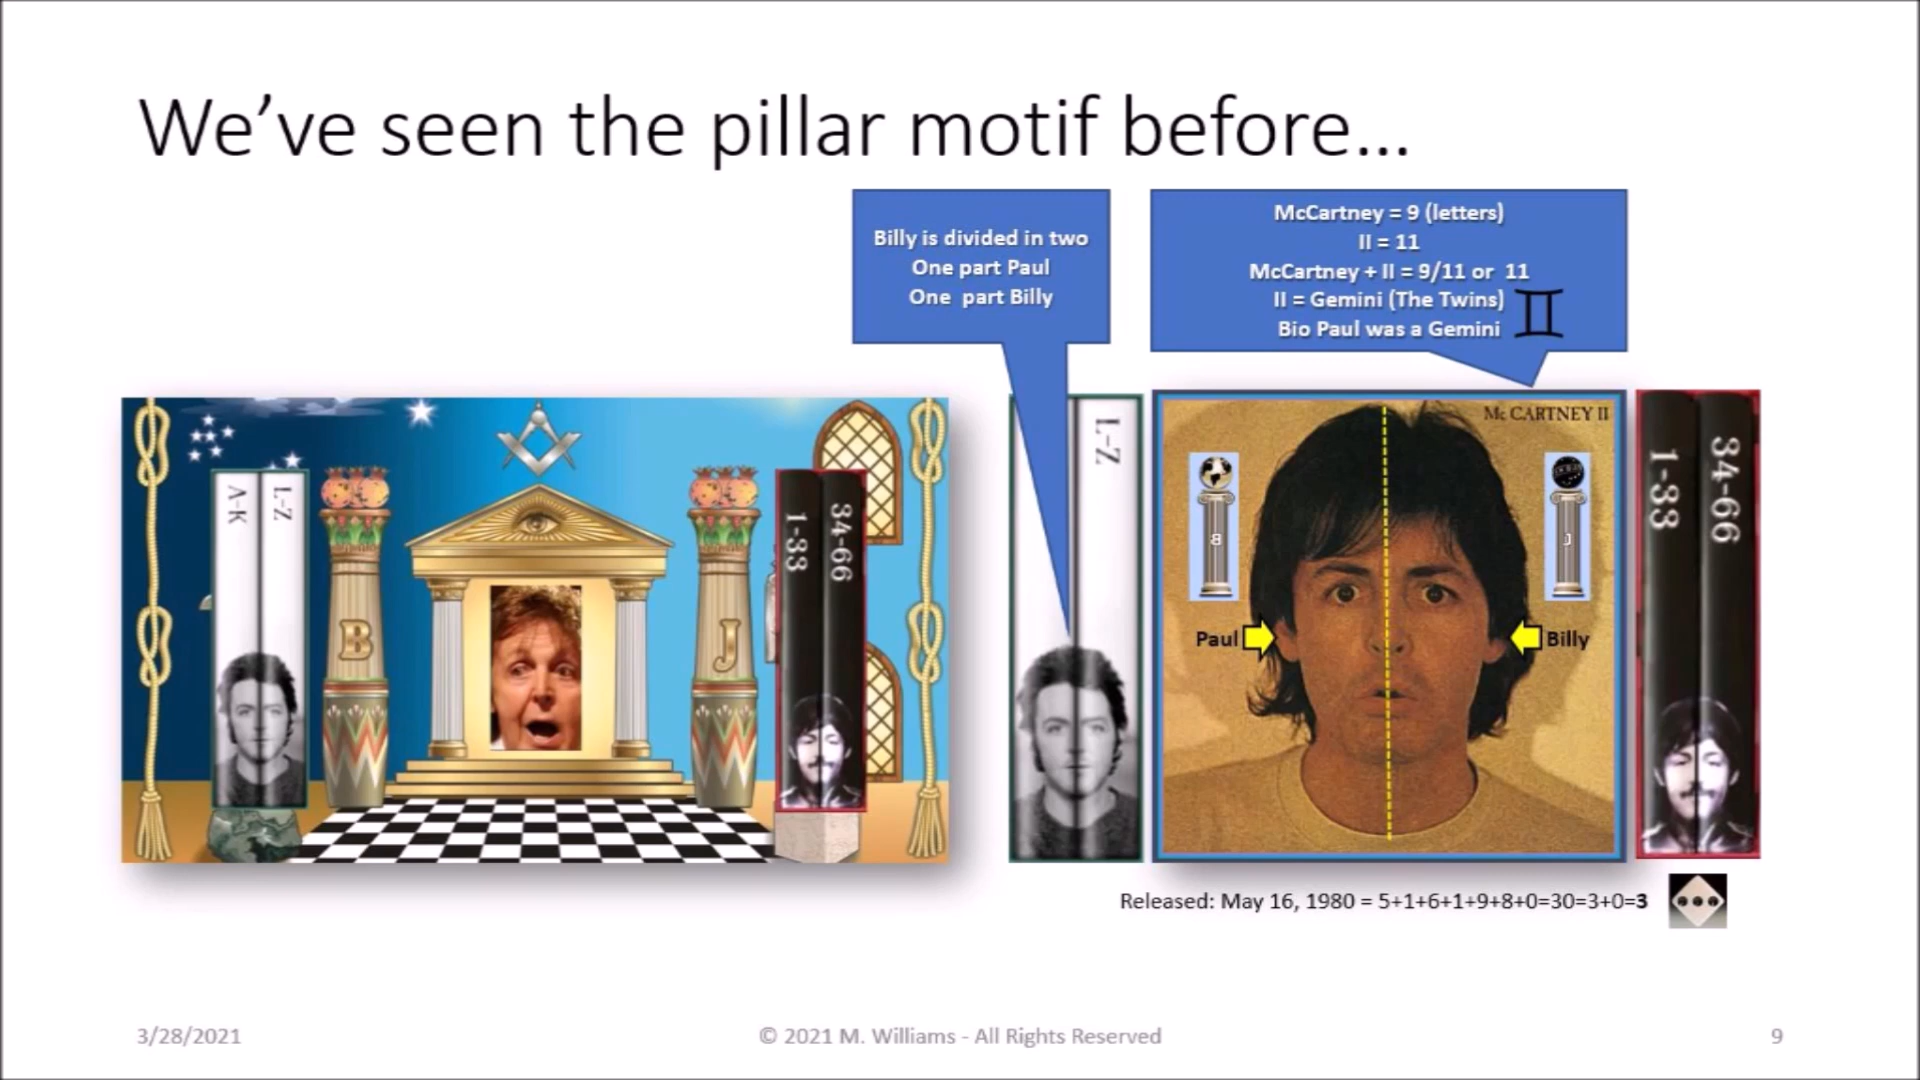 We've seen the pillar motif before...
Billy is divided in two
One part Paul
One part Billy
McCartney = 9 (letters)
II = 11
McCartney + II = 9/11 or 11
II = Gemini (The Twins)
Bio Paul was a Gemini
A-K
L-Z
B
J
1-33
34-66
L-Z
Mc CARTNEY II
B
J
Paul
Billy
1-33
34-66
Released: May 16, 1980 = 5+1+6+1+9+8+0=30=3+0=3
3/28/2021
© 2021 M. Williams - All Rights Reserved
9